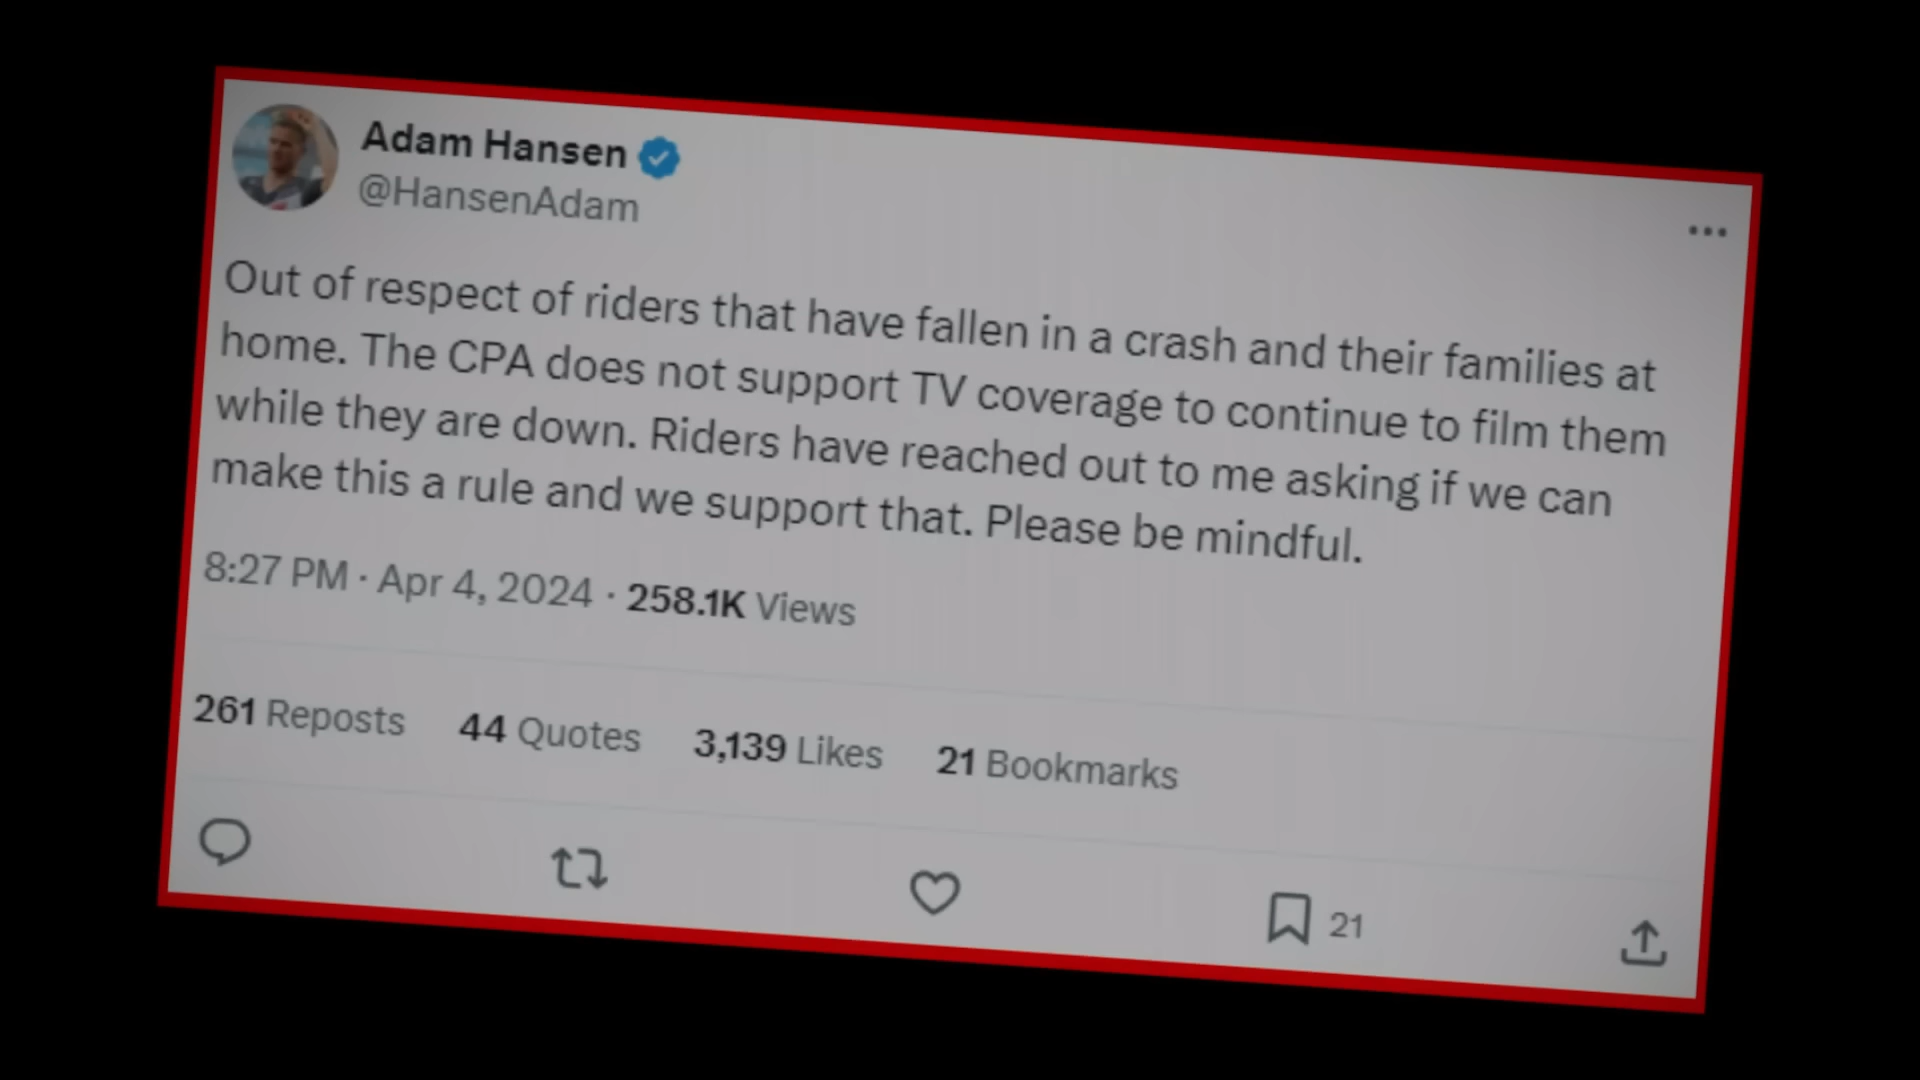 Adam Hansen
@HansenAdam
Out of respect of riders that have fallen in a crash and their families at
home. The CPA does not support TV coverage to continue to film them
while they are down. Riders have reached out to me asking if we can
make this a rule and we support that. Please be mindful.
8:27 PM · Apr 4, 2024 · 258.1K Views
261 Reposts 44 Quotes 3,139 Likes 21 Bookmarks
21